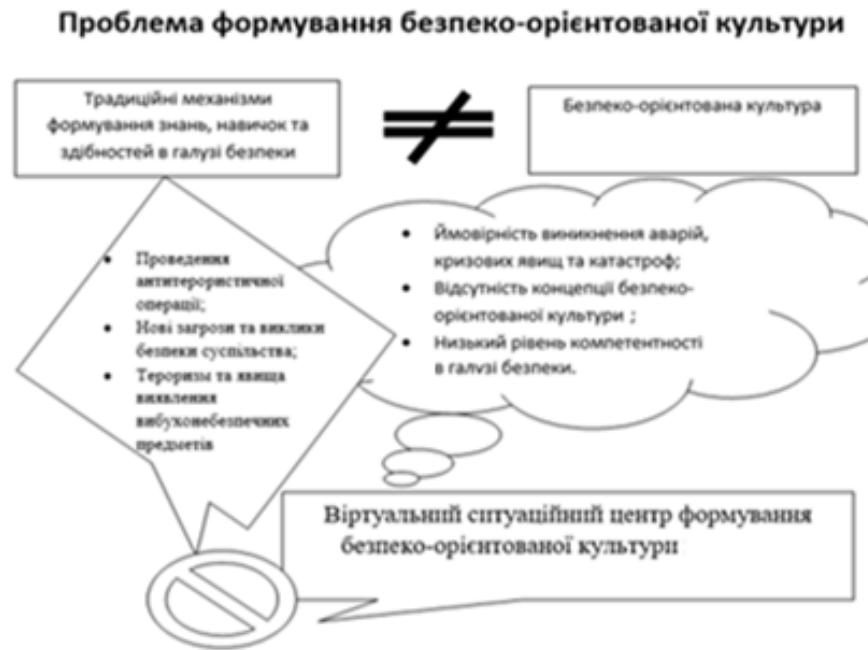 Проблема формування безпеко-орієнтованої культури
Традиційні механізми
формування знань, навичок та
здібностей в галузі безпеки
Безпеко-орієнтована культура
• Ймовірність виникнення аварій,
кризових явищ та катастроф;
• Відсутність концепції безпеко-
орієнтованої культури ;
• Низький рівень компетентності
в галузі безпеки.
• Проведення
антитерористичної
операції;
• Нові загрози та виклики
безпеки суспільства;
• Тероризм та явища
виявлення
вибухонебезпечних
предметів
Віртуальний ситуаційний центр формування
безпеко-орієнтованої культури